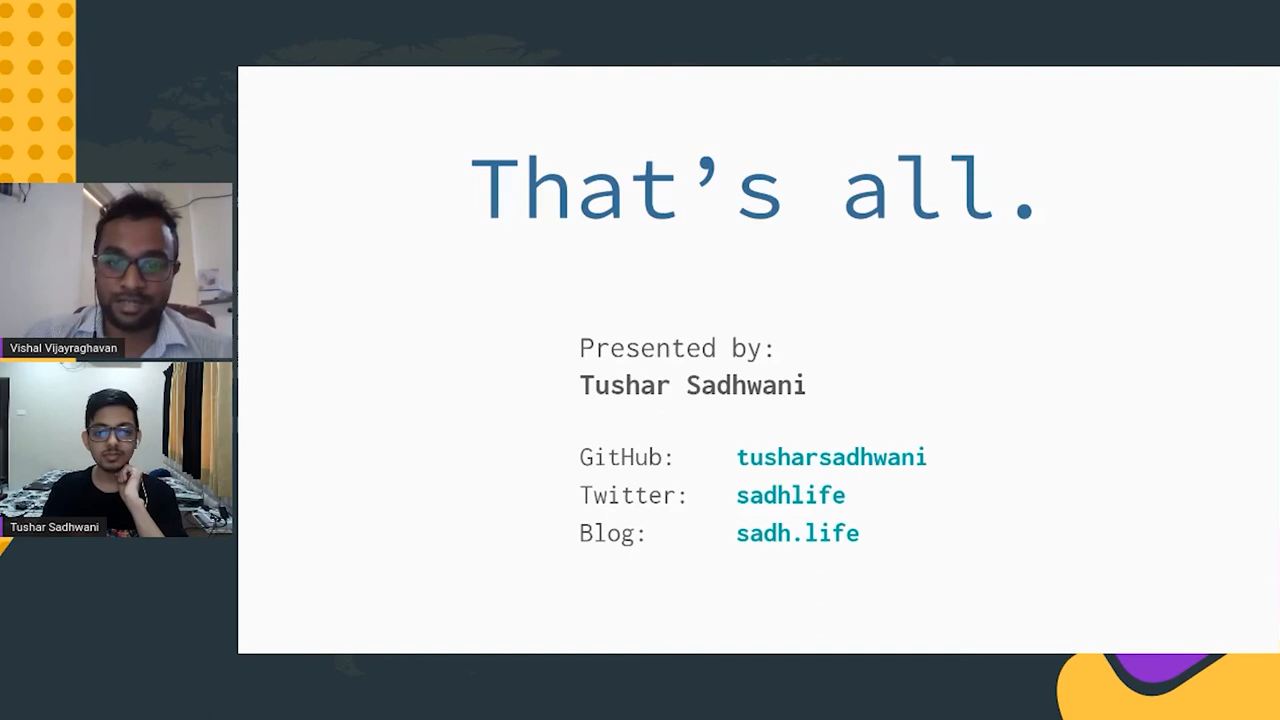 That's all.
Vishal Vijayraghavan
Tushar Sadhwani
Presented by:
Tushar Sadhwani
GitHub: tusharsadhwani
Twitter: sadhlife
Blog: sadh.life